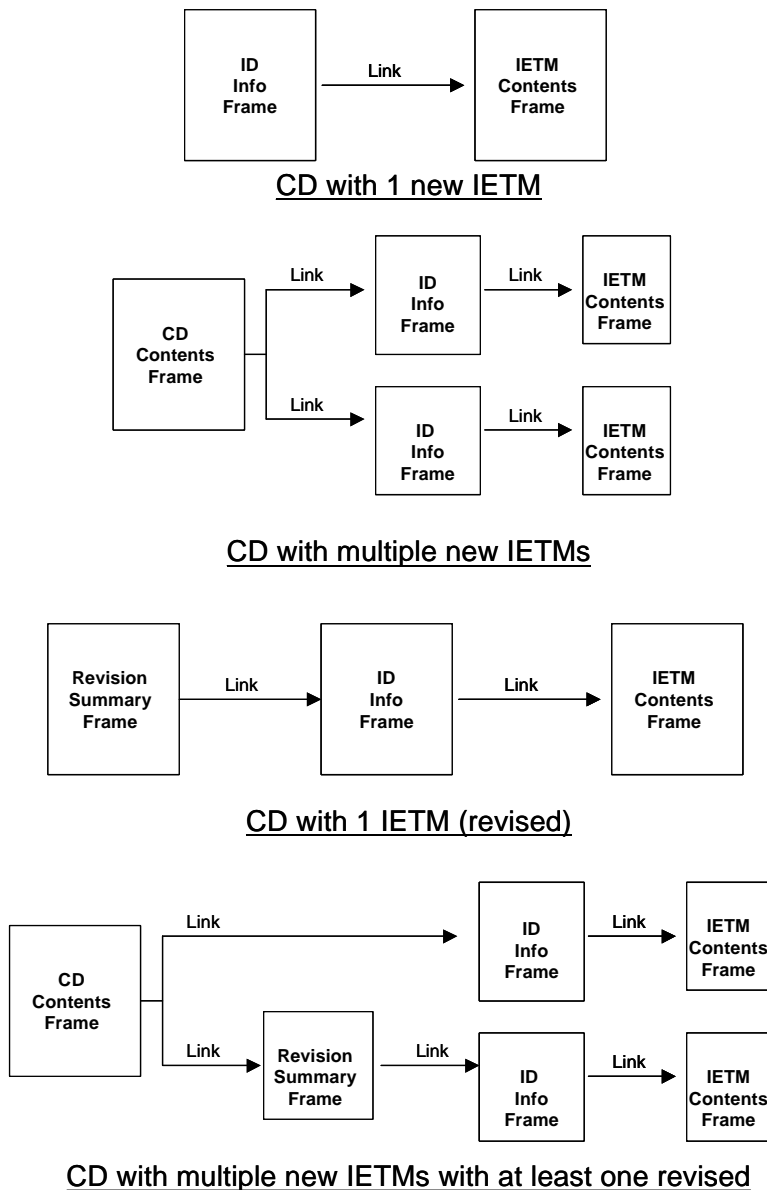 ID
Info
Frame
Link
IETM
Contents
Frame
CD with 1 new IETM
CD
Contents
Frame
Link
ID
Info
Frame
Link
IETM
Contents
Frame
Link
ID
Info
Frame
Link
IETM
Contents
Frame
CD with multiple new IETMs
Revision
Summary
Frame
Link
ID
Info
Frame
Link
IETM
Contents
Frame
CD with 1 IETM (revised)
CD
Contents
Frame
Link
ID
Info
Frame
Link
IETM
Contents
Frame
Link
Revision
Summary
Frame
Link
ID
Info
Frame
Link
IETM
Contents
Frame
CD with multiple new IETMs with at least one revised